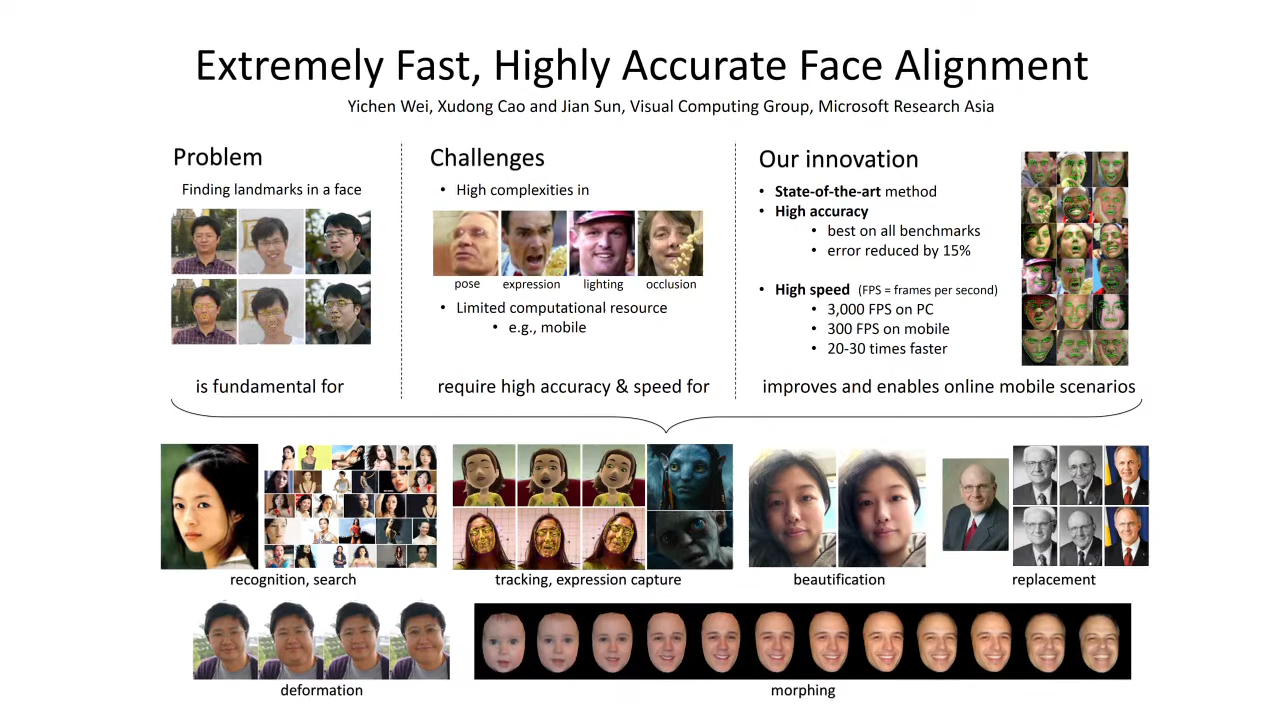 Extremely Fast, Highly Accurate Face Alignment
Yichen Wei, Xudong Cao and Jian Sun, Visual Computing Group, Microsoft Research Asia
Problem
Finding landmarks in a face
is fundamental for
Challenges
• High complexities in
pose expression lighting occlusion
• Limited computational resource
• e.g., mobile
require high accuracy & speed for
Our innovation
• State-of-the-art method
• High accuracy
• best on all benchmarks
• error reduced by 15%
• High speed (FPS = frames per second)
• 3,000 FPS on PC
• 300 FPS on mobile
• 20-30 times faster
improves and enables online mobile scenarios
recognition, search
tracking, expression capture
beautification
replacement
deformation
morphing